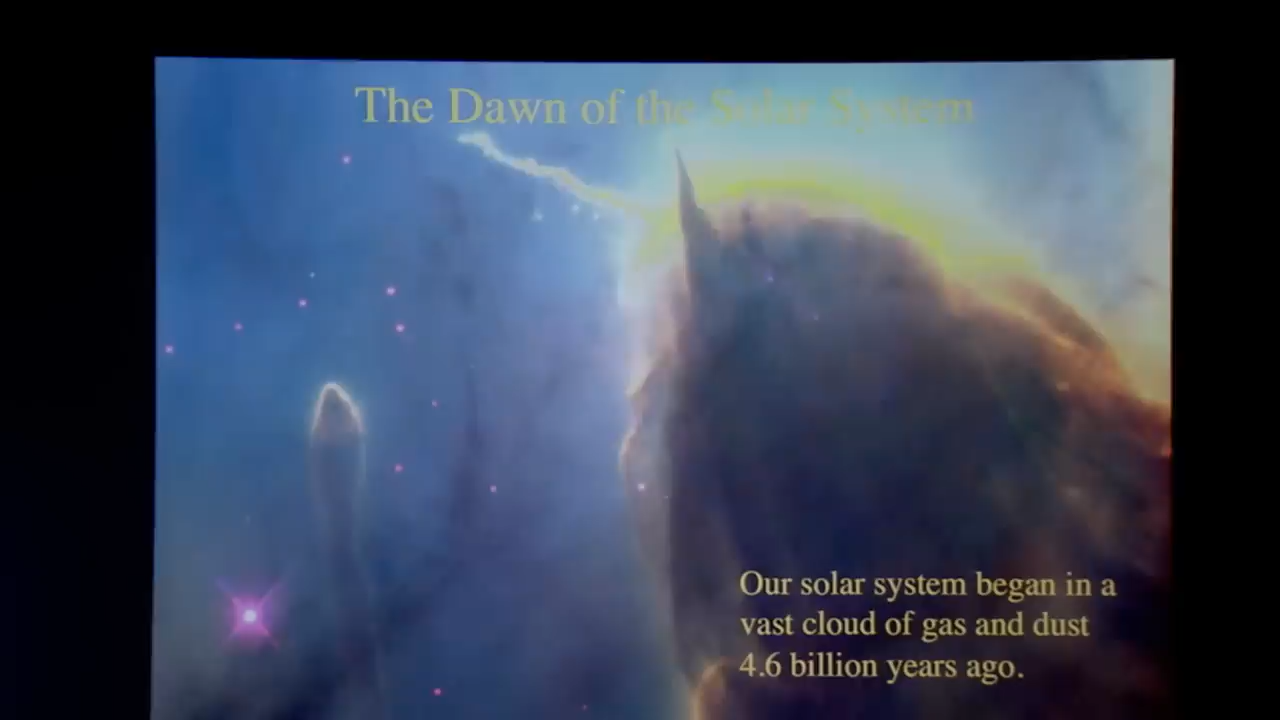 The Dawn of the Solar System
Our solar system began in a
vast cloud of gas and dust
4.6 billion years ago.